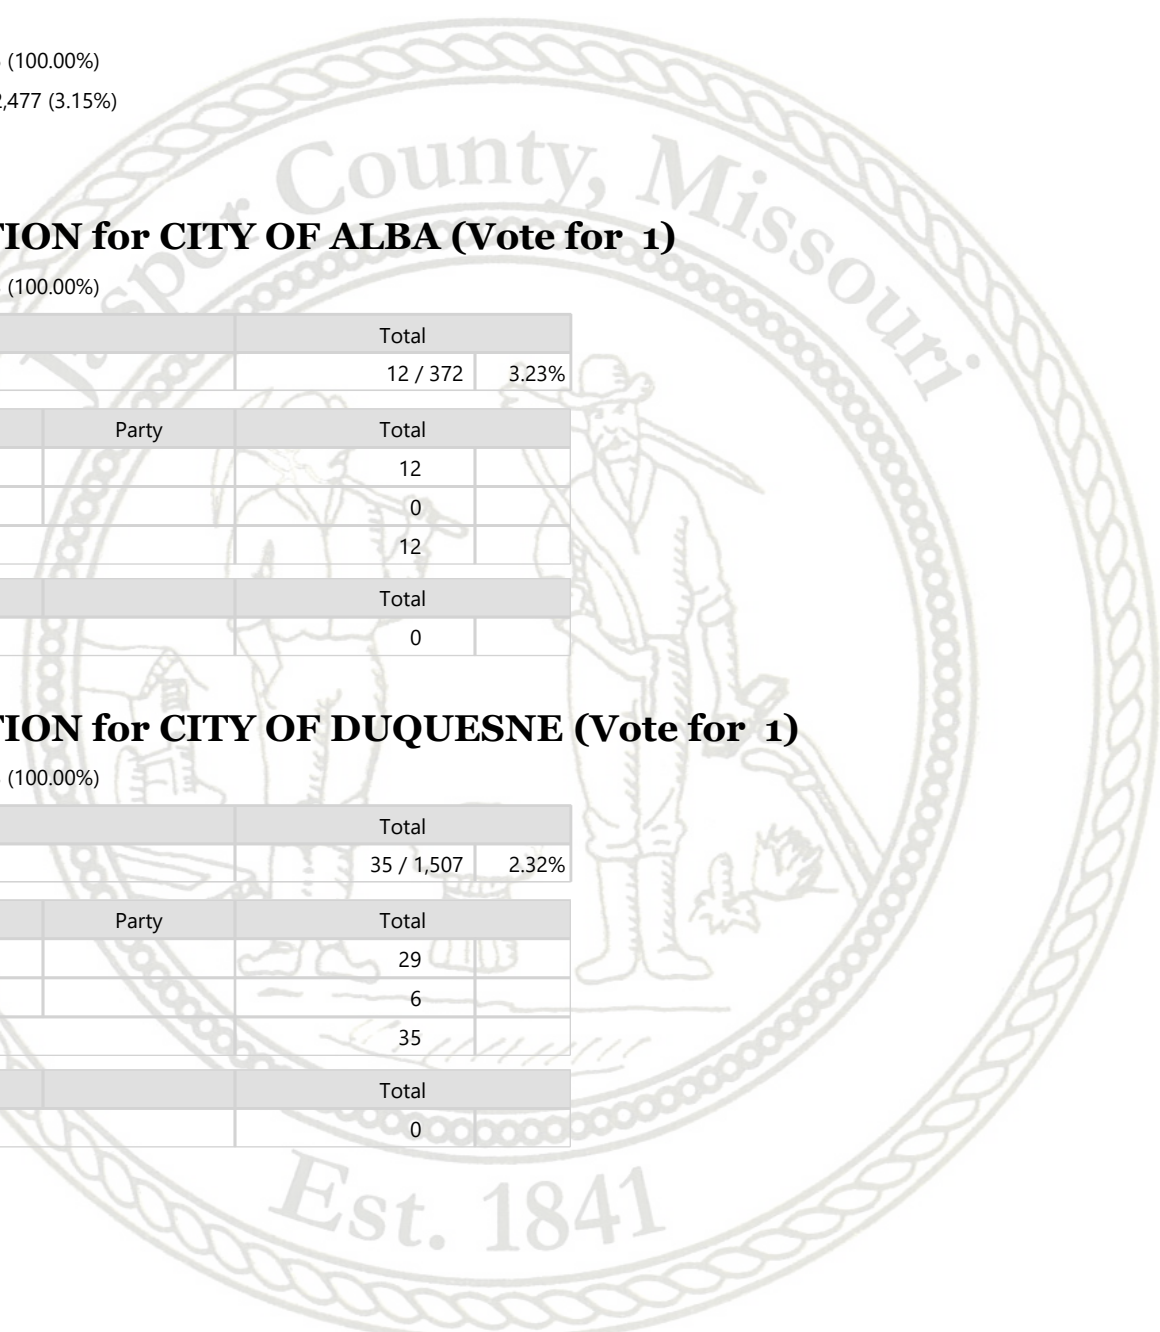 (100.00%)
2,477 (3.15%)
Jasper County, Missouri
TION for CITY OF ALBA (Vote for 1)
(100.00%)
Total
12 / 372 3.23%
Party Total
12
0
12
Total
0
TION for CITY OF DUQUESNE (Vote for 1)
(100.00%)
Total
35 / 1,507 2.32%
Party Total
29
6
35
Total
0
Est. 1841